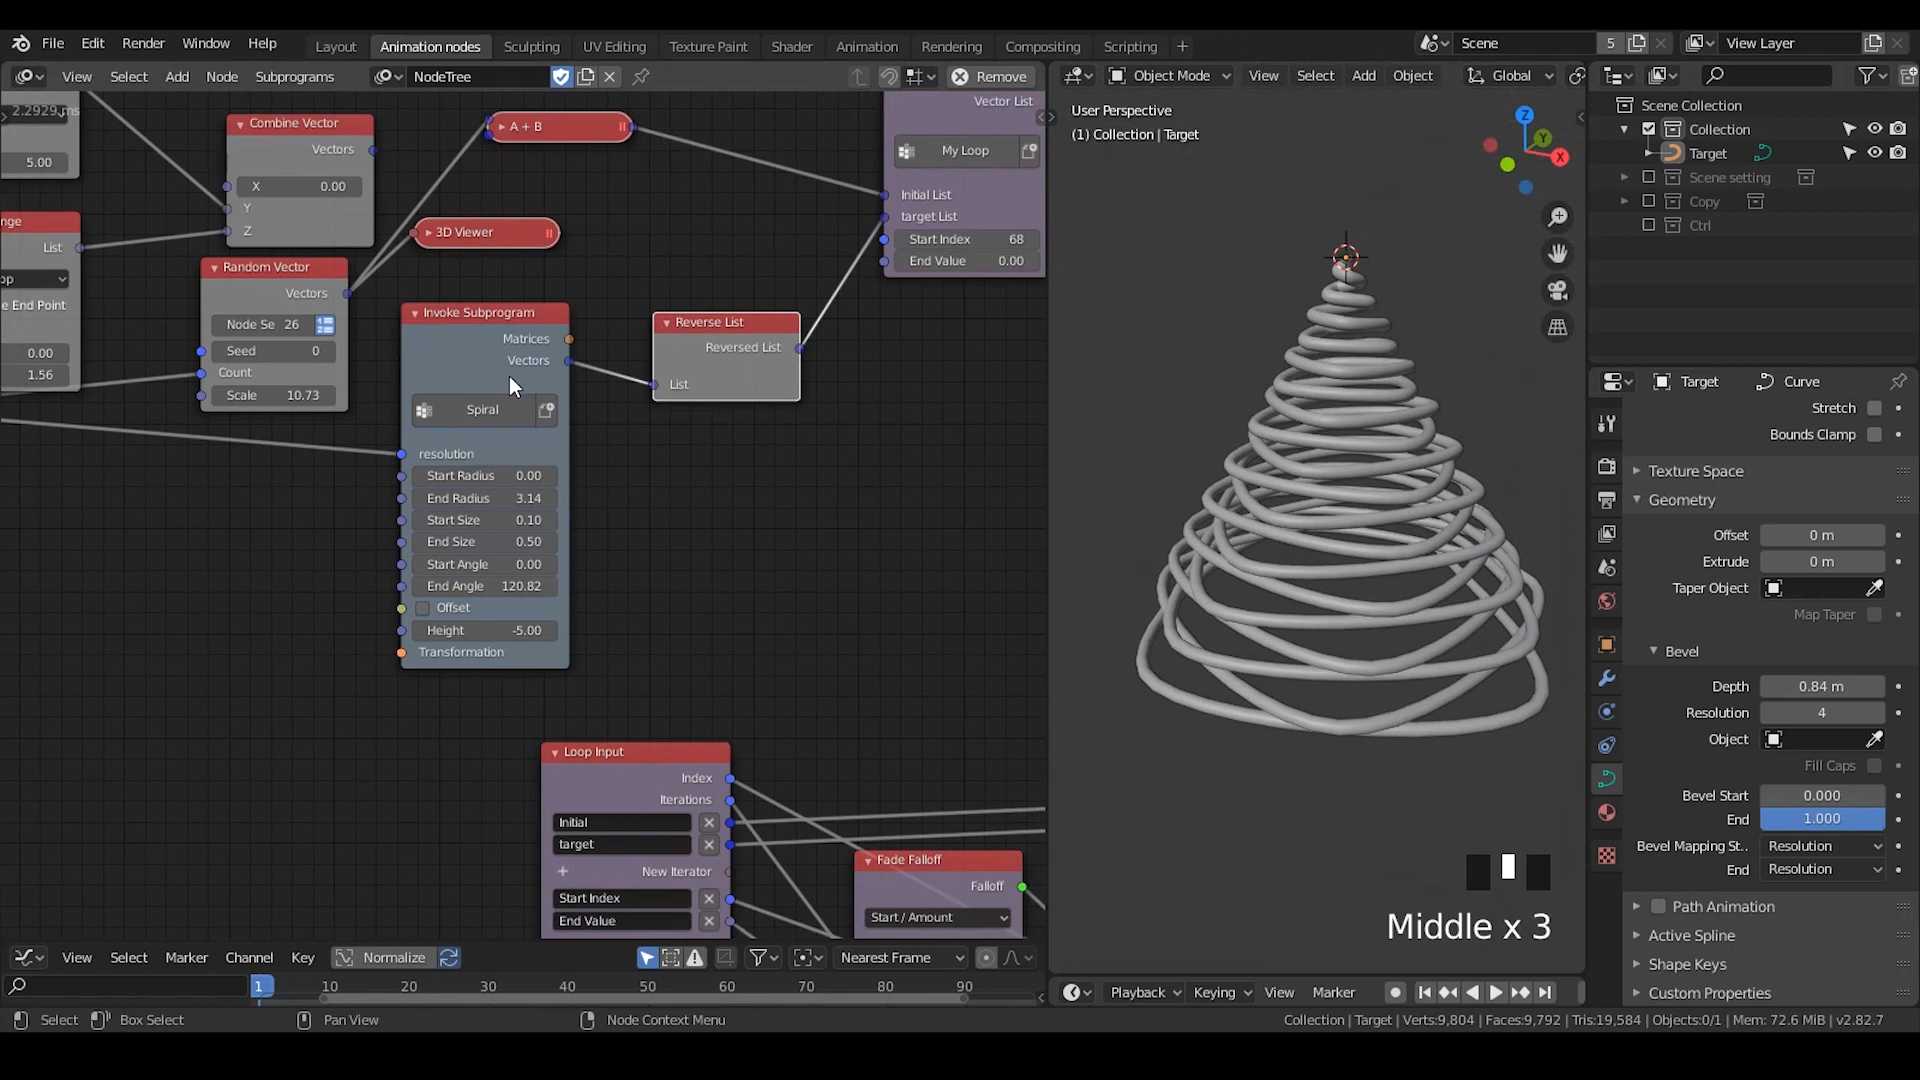 File Edit Render Window Help Layout Animation nodes Sculpting UV Editing Texture Paint Shader Animation Rendering Compositing Scripting + Scene 5 View Layer
View Select Add Node Subprograms NodeTree Remove Object Mode View Select Add Object Global
2.2929 ms
5.00
Combine Vector
Vectors
X 0.00
Y
Z
A + B
3D Viewer
Vector List
My Loop
Initial List
target List
Start Index 68
End Value 0.00
nge
List
op
e End Point
0.00
1.56
Random Vector
Vectors
Node Se 26
Seed 0
Count
Scale 10.73
Invoke Subprogram
Matrices
Vectors
Spiral
resolution
Start Radius 0.00
End Radius 3.14
Start Size 0.10
End Size 0.50
Start Angle 0.00
End Angle 120.82
Offset
Height -5.00
Transformation
Reverse List
Reversed List
List
Loop Input
Index
Iterations
Initial
target
New Iterator
Start Index
End Value
Fade Falloff
Falloff
Start / Amount
User Perspective
(1) Collection | Target
Z
Y
X
Middle x 3
Scene Collection
Collection
Target
Scene setting
Copy
Ctrl
Target Curve
Stretch
Bounds Clamp
Texture Space
Geometry
Offset 0 m
Extrude 0 m
Taper Object
Map Taper
Bevel
Depth 0.84 m
Resolution 4
Object
Fill Caps
Bevel Start 0.000
End 1.000
Bevel Mapping St.. Resolution
End Resolution
Path Animation
Active Spline
Shape Keys
Custom Properties
View Select Marker Channel Key Normalize Nearest Frame
1 10 20 30 40 50 60 70 80 90
Playback Keying View Marker
Select Box Select Pan View Node Context Menu Collection | Target | Verts:9,804 | Faces:9,792 | Tris:19,584 | Objects:0/1 | Mem: 72.6 MiB | v2.82.7